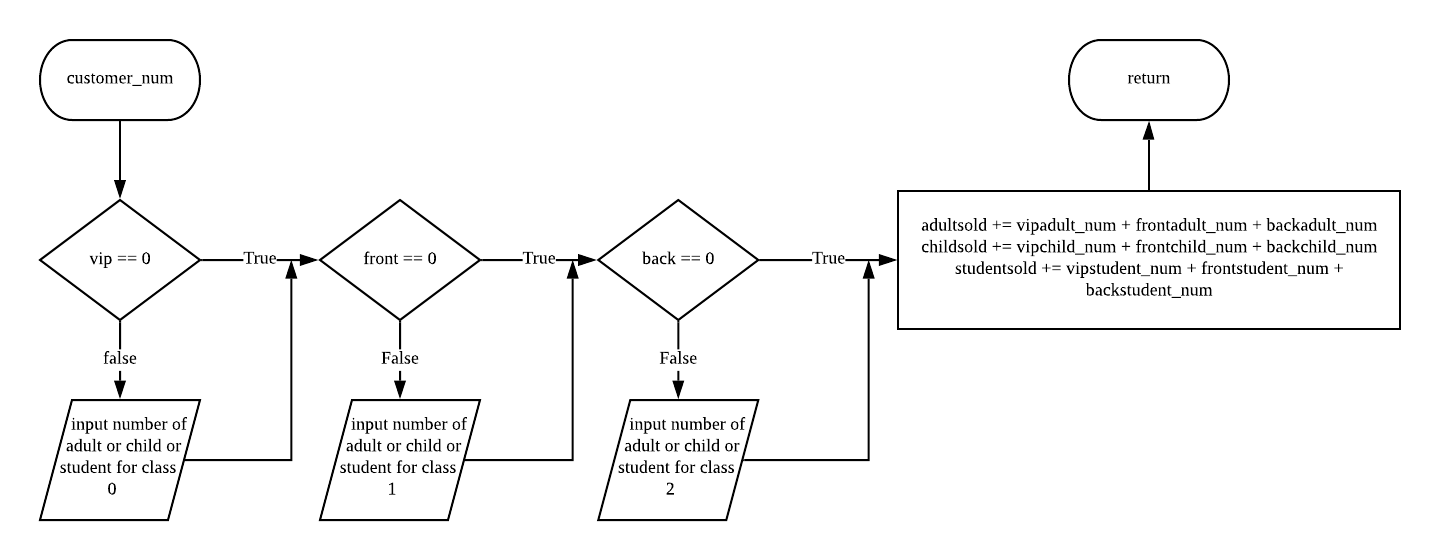 customer_num
return
vip == 0
True
front == 0
True
back == 0
True
adultsold += vipadult_num + frontadult_num + backadult_num
childsold += vipchild_num + frontchild_num + backchild_num
studentsold += vipstudent_num + frontstudent_num +
backstudent_num
false
False
False
input number of
adult or child or
student for class
0
input number of
adult or child or
student for class
1
input number of
adult or child or
student for class
2